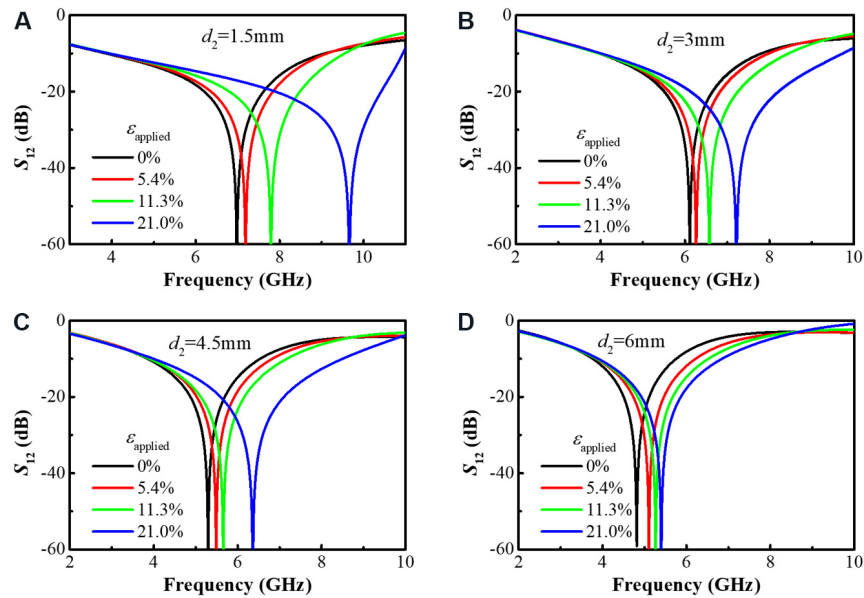 A
d2=1.5mm
0
-20
-40
-60
S12 (dB)
εapplied
0%
5.4%
11.3%
21.0%
4 6 8 10
Frequency (GHz)
B
d2=3mm
0
-20
-40
-60
S12 (dB)
εapplied
0%
5.4%
11.3%
21.0%
2 4 6 8 10
Frequency (GHz)
C
d2=4.5mm
0
-20
-40
-60
S12 (dB)
εapplied
0%
5.4%
11.3%
21.0%
2 4 6 8 10
Frequency (GHz)
D
d2=6mm
0
-20
-40
-60
S12 (dB)
εapplied
0%
5.4%
11.3%
21.0%
2 4 6 8 10
Frequency (GHz)